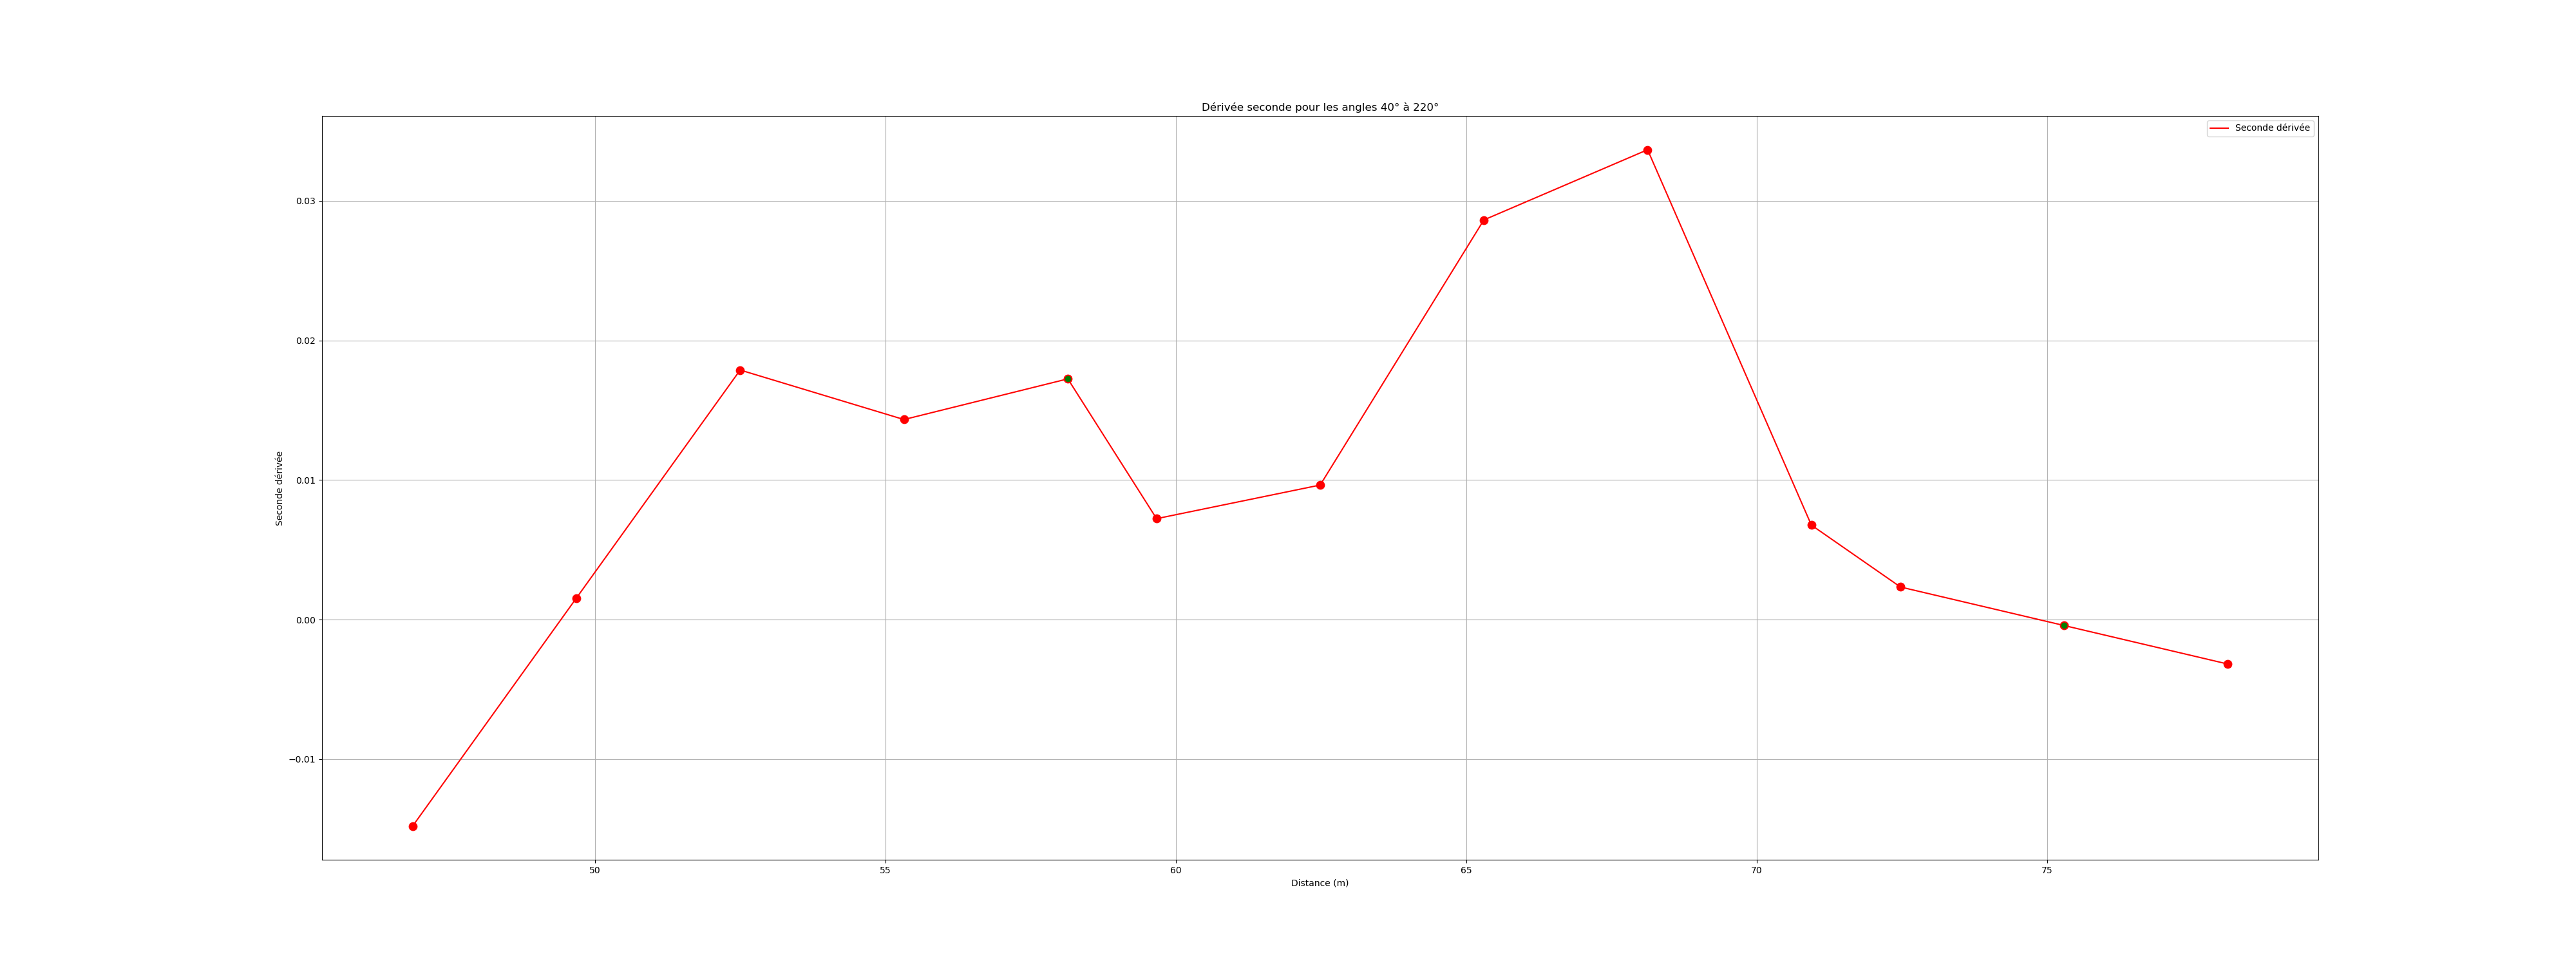 Dérivée seconde pour les angles 40° à 220°
Seconde dérivée
0.03
0.02
0.01
0.00
−0.01
Seconde dérivée
50
55
60
65
70
75
Distance (m)